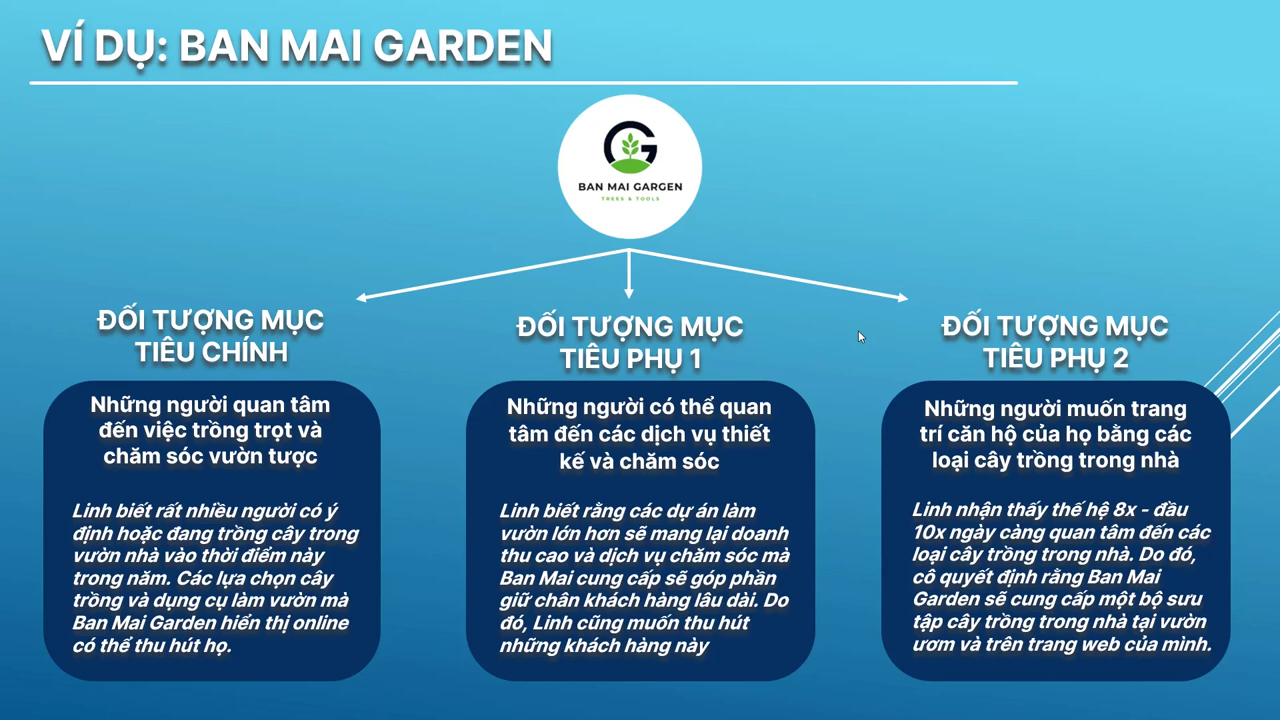 VÍ DỤ: BAN MAI GARDEN
BAN MAI GARGEN
TREES & TOOLS
ĐỐI TƯỢNG MỤC
TIÊU CHÍNH
Những người quan tâm
đến việc trồng trọt và
chăm sóc vườn tược
Linh biết rất nhiều người có ý
định hoặc đang trồng cây trong
vườn nhà vào thời điểm này
trong năm. Các lựa chọn cây
trồng và dụng cụ làm vườn mà
Ban Mai Garden hiển thị online
có thể thu hút họ.
ĐỐI TƯỢNG MỤC
TIÊU PHỤ 1
Những người có thể quan
tâm đến các dịch vụ thiết
kế và chăm sóc
Linh biết rằng các dự án làm
vườn lớn hơn sẽ mang lại doanh
thu cao và dịch vụ chăm sóc mà
Ban Mai cung cấp sẽ góp phần
giữ chân khách hàng lâu dài. Do
đó, Linh cũng muốn thu hút
những khách hàng này
ĐỐI TƯỢNG MỤC
TIÊU PHỤ 2
Những người muốn trang
trí căn hộ của họ bằng các
loại cây trồng trong nhà
Linh nhận thấy thế hệ 8x - đầu
10x ngày càng quan tâm đến các
loại cây trồng trong nhà. Do đó,
cô quyết định rằng Ban Mai
Garden sẽ cung cấp một bộ sưu
tập cây trồng trong nhà tại vườn
ươm và trên trang web của mình.